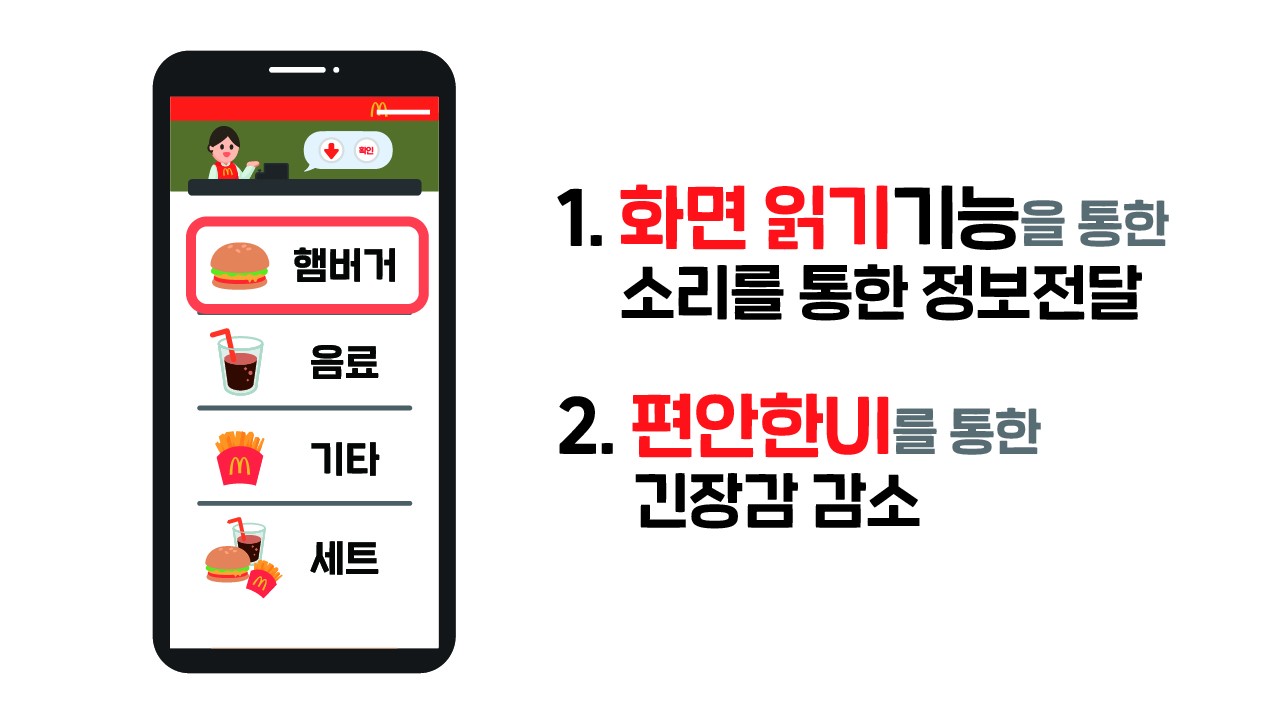 확인
햄버거
음료
기타
세트
1. 화면 읽기기능을 통한
소리를 통한 정보전달
2. 편안한UI를 통한
긴장감 감소